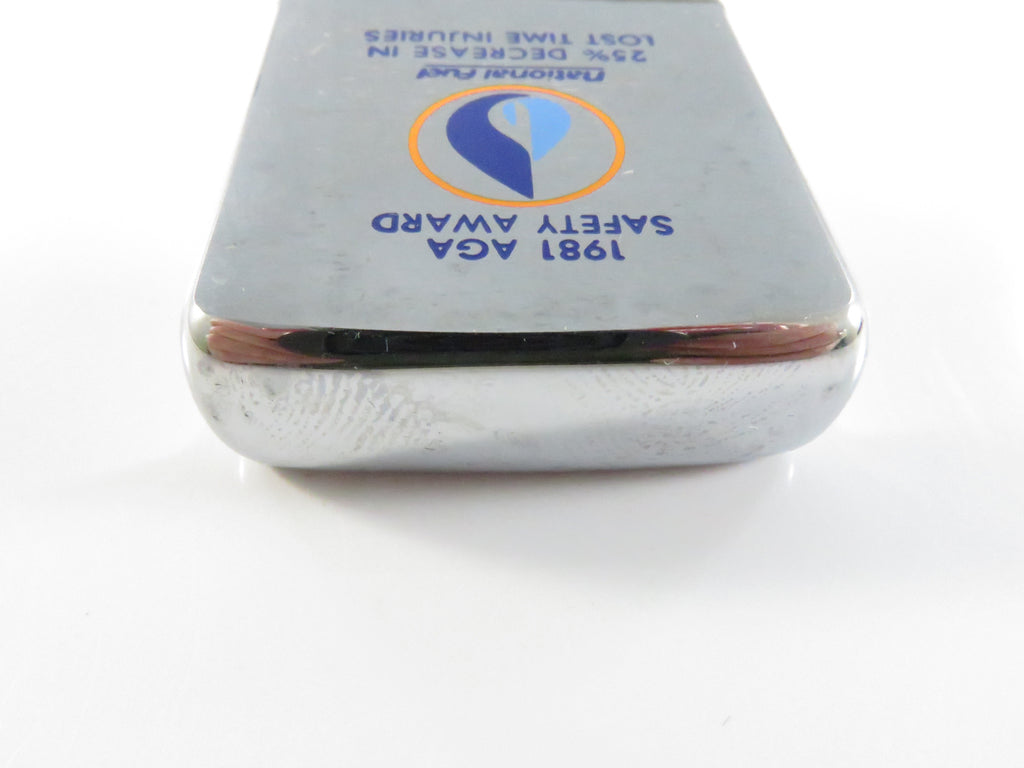 1981 AGA
SAFETY AWARD
national fuel
25% DECREASE IN
LOST TIME INJURIES